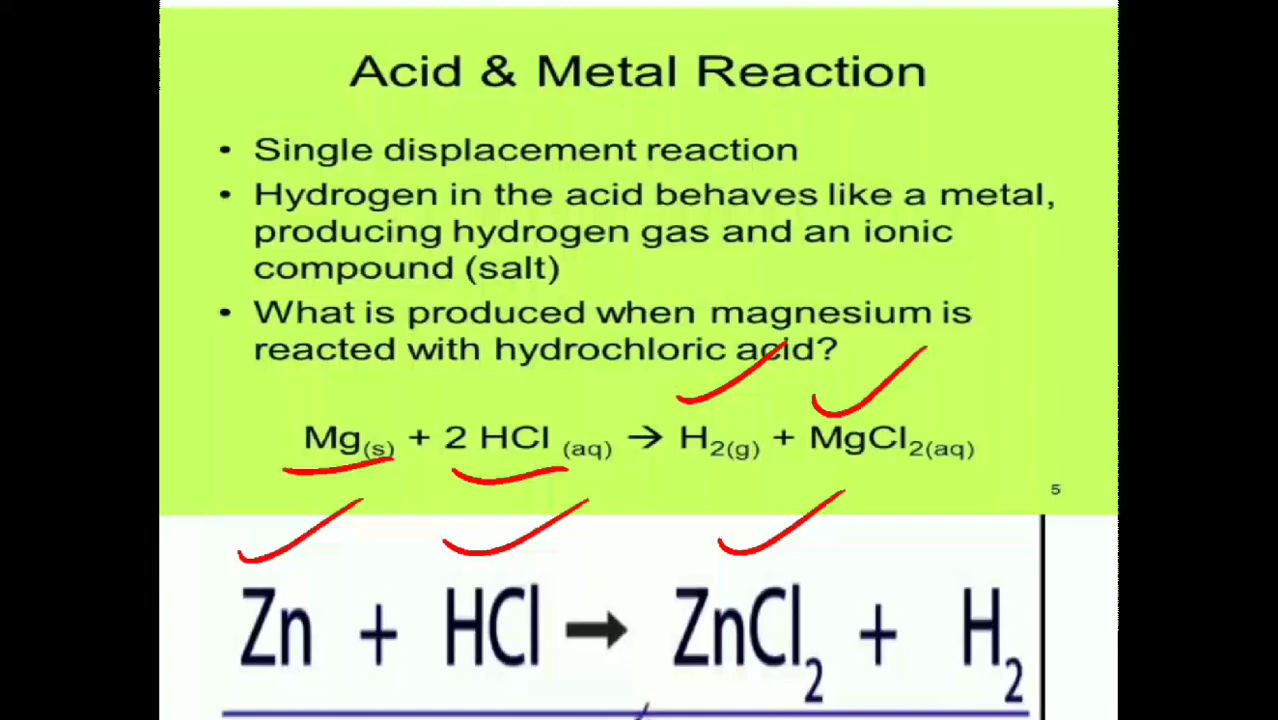 Acid & Metal Reaction
• Single displacement reaction
• Hydrogen in the acid behaves like a metal,
producing hydrogen gas and an ionic
compound (salt)
• What is produced when magnesium is
reacted with hydrochloric acid?
Mg(s) + 2 HCl (aq) → H2(g) + MgCl2(aq)
5
Zn + HCl → ZnCl2 + H2